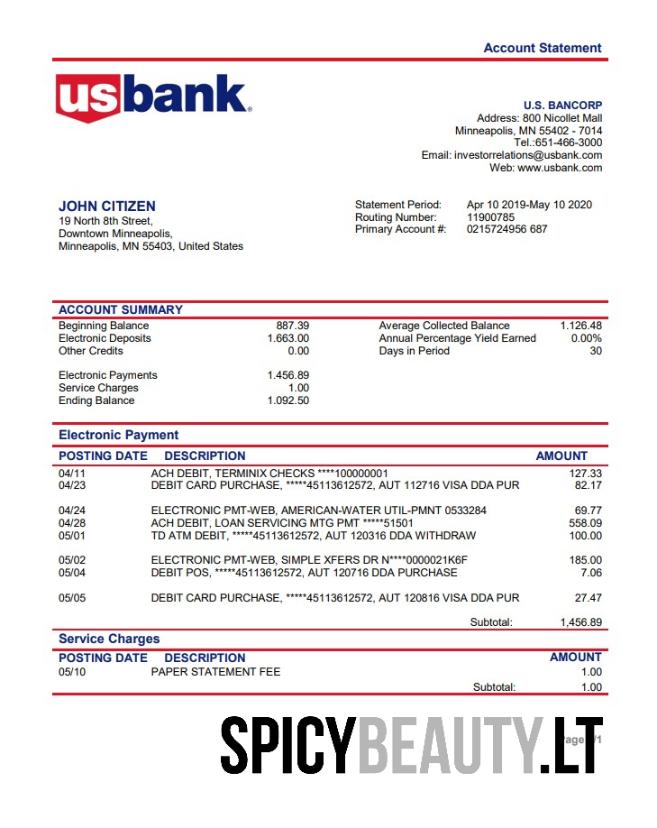 Account Statement
usbank
U.S. BANCORP
Address: 800 Nicollet Mall
Minneapolis, MN 55402 - 7014
Tel.:651-466-3000
Email: investorrelations@usbank.com
Web: www.usbank.com
JOHN CITIZEN
19 North 8th Street,
Downtown Minneapolis,
Minneapolis, MN 55403, United States
Statement Period: Apr 10 2019-May 10 2020
Routing Number: 11900785
Primary Account #: 0215724956 687
ACCOUNT SUMMARY
Beginning Balance 887.39 Average Collected Balance 1.126.48
Electronic Deposits 1.663.00 Annual Percentage Yield Earned 0.00%
Other Credits 0.00 Days in Period 30
Electronic Payments 1.456.89
Service Charges 1.00
Ending Balance 1.092.50
Electronic Payment
POSTING DATE DESCRIPTION AMOUNT
04/11 ACH DEBIT, TERMINIX CHECKS ****100000001 127.33
04/23 DEBIT CARD PURCHASE, *****45113612572, AUT 112716 VISA DDA PUR 82.17
04/24 ELECTRONIC PMT-WEB, AMERICAN-WATER UTIL-PMNT 0533284 69.77
04/28 ACH DEBIT, LOAN SERVICING MTG PMT *****51501 558.09
05/01 TD ATM DEBIT, *****45113612572, AUT 120316 DDA WITHDRAW 100.00
05/02 ELECTRONIC PMT-WEB, SIMPLE XFERS DR N****0000021K6F 185.00
05/04 DEBIT POS, *****45113612572, AUT 120716 DDA PURCHASE 7.06
05/05 DEBIT CARD PURCHASE, *****45113612572, AUT 120816 VISA DDA PUR 27.47
Subtotal: 1,456.89
Service Charges
POSTING DATE DESCRIPTION AMOUNT
05/10 PAPER STATEMENT FEE 1.00
Subtotal: 1.00
SPICYBEAUTY.LT